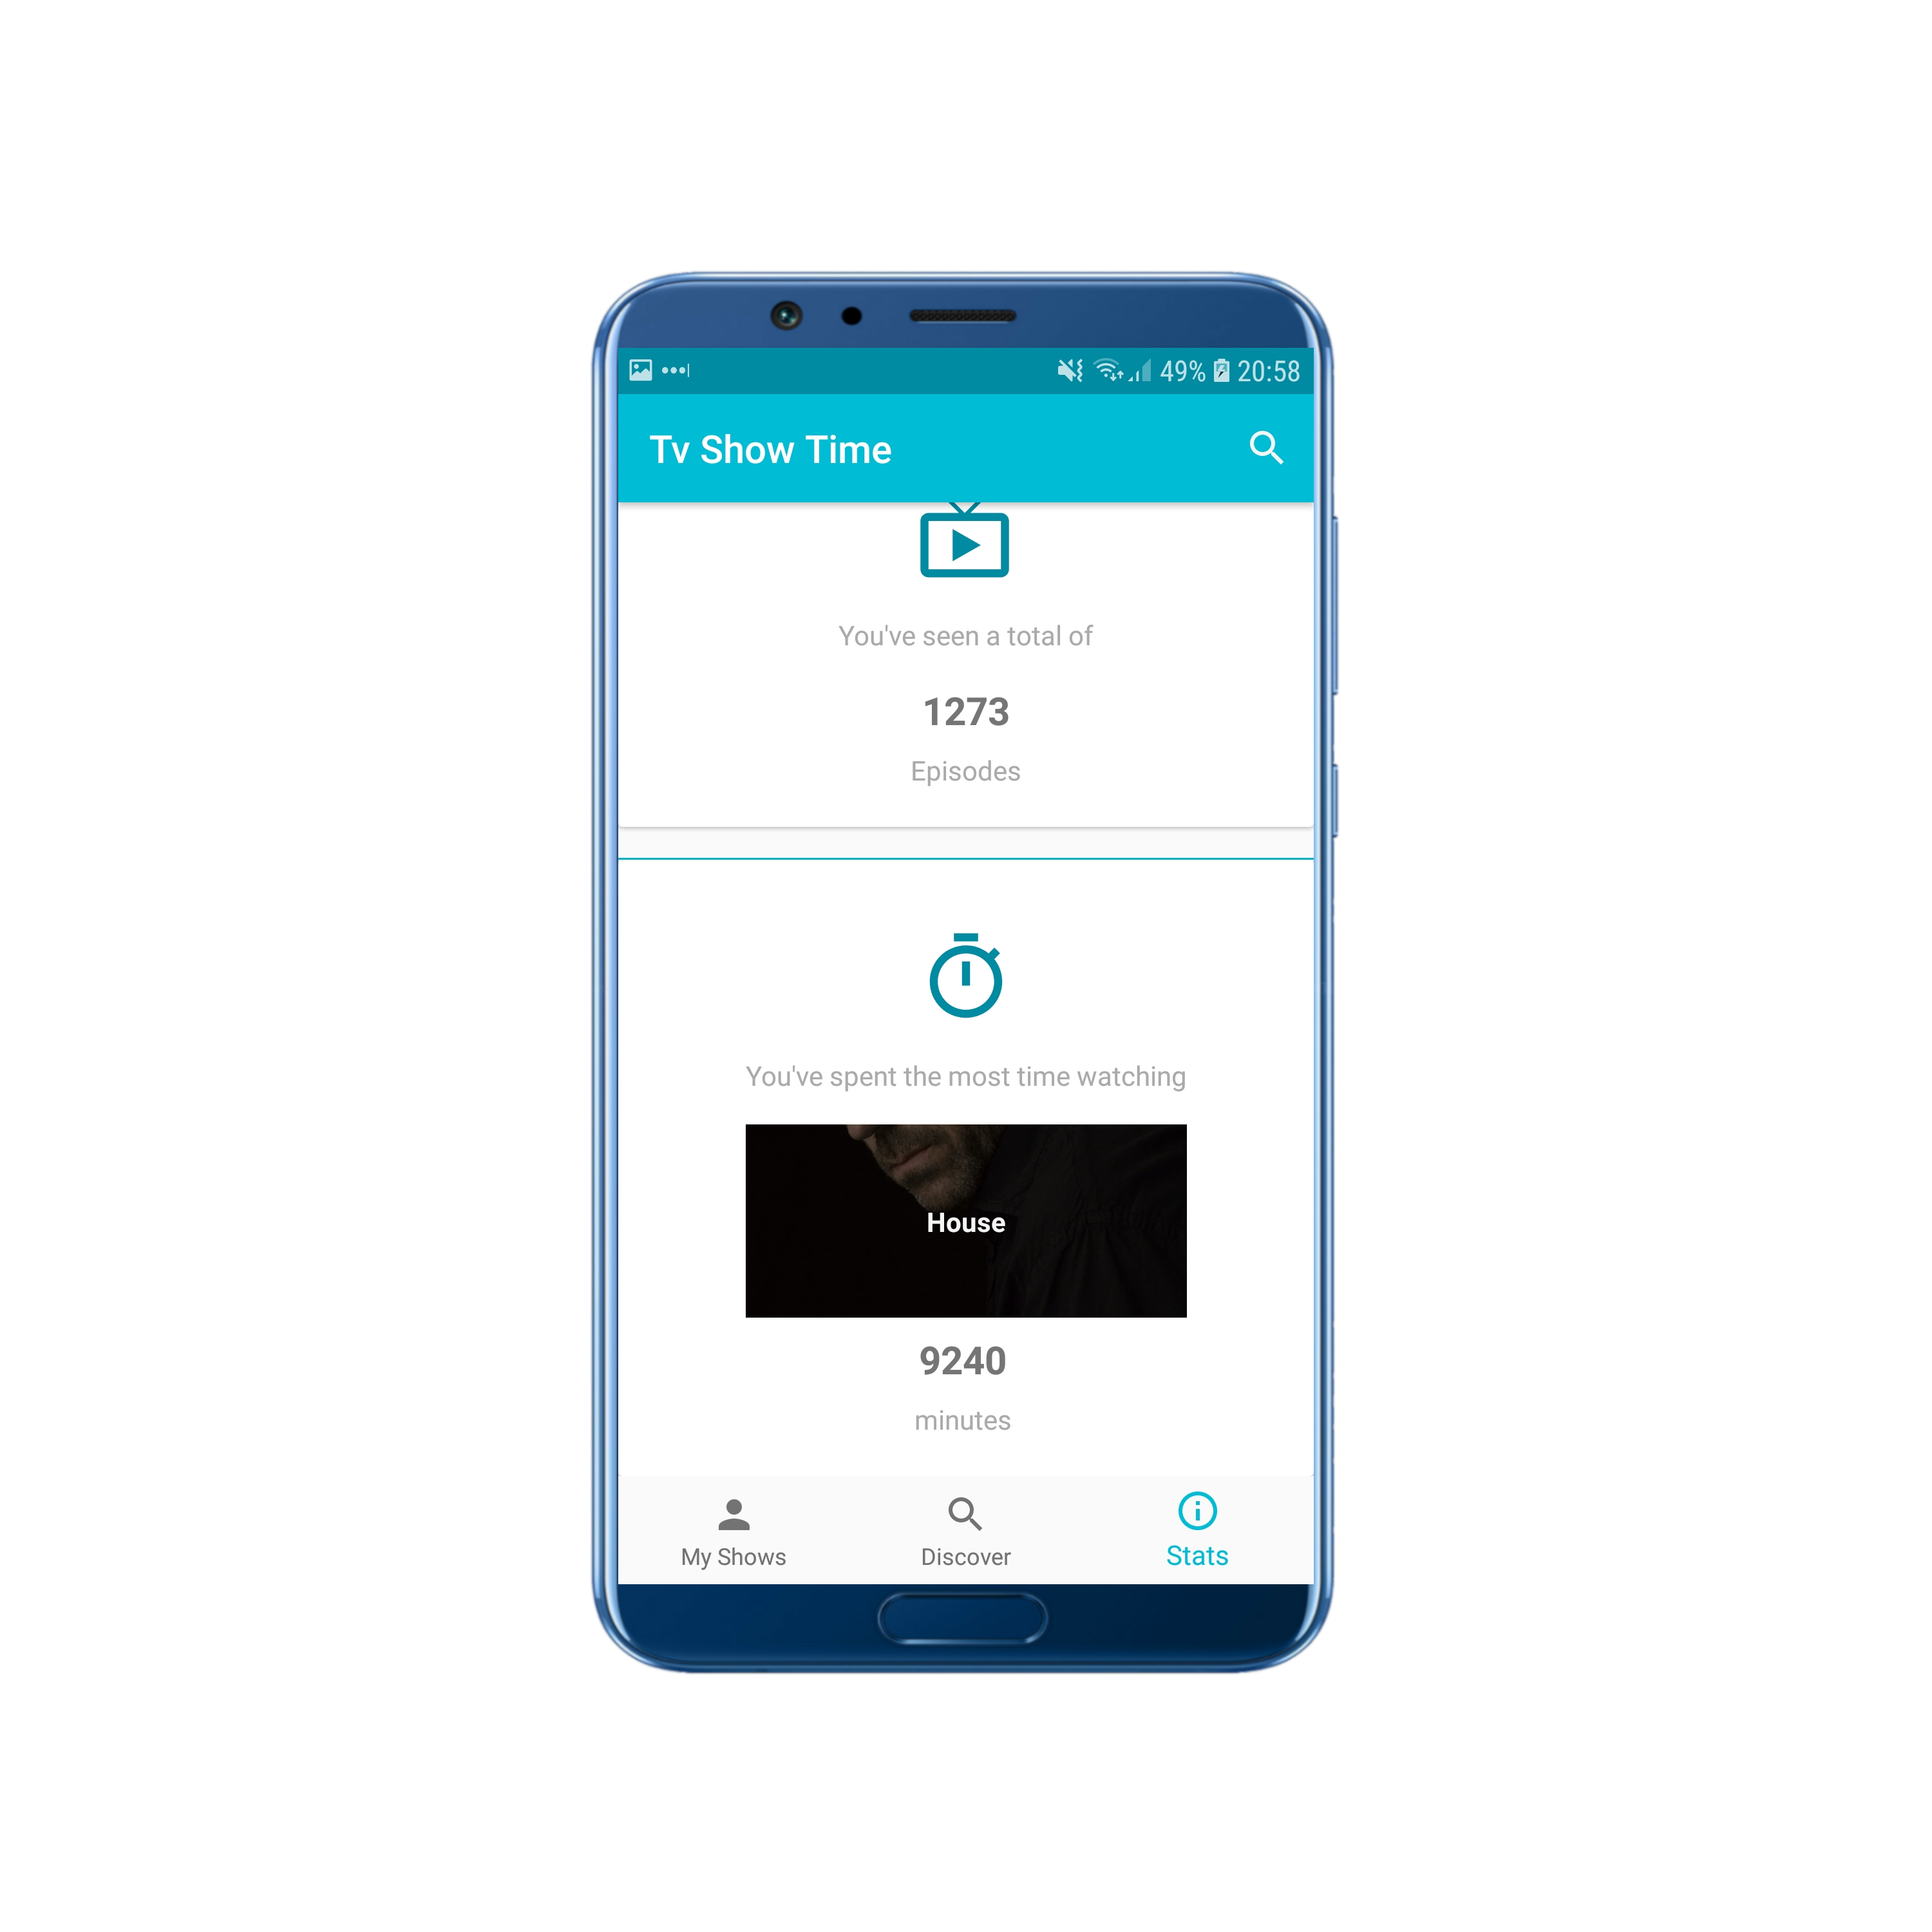 49% 20:58
Tv Show Time
You've seen a total of
1273
Episodes
You've spent the most time watching
House
9240
minutes
My Shows Discover Stats